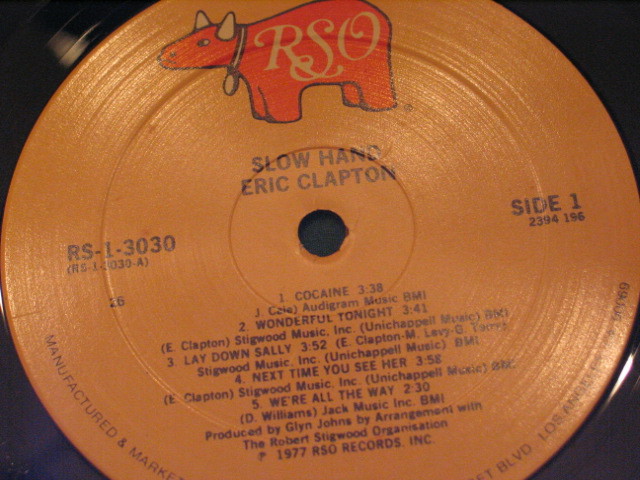 RSO
SLOW HAND
ERIC CLAPTON
SIDE 1
2394 196
RS-1-3030
(RS-1-3030-A)
26
1. COCAINE 3:38
J. Cale) Audigram Music BMI
2. WONDERFUL TONIGHT 3:41
(E. Clapton) Stigwood Music, Inc. (Unichappell Music) BMI
3. LAY DOWN SALLY 3:52 (E. Clapton-M. Levy-G. Terry)
Stigwood Music, Inc. (Unichappell Music) BMI
4. NEXT TIME YOU SEE HER 3:58
(E. Clapton) Stigwood Music, Inc. (Unichappell Music) BMI
5. WE'RE ALL THE WAY 2:30
(D. Williams) Jack Music Inc. BMI
Produced by Glyn Johns by Arrangement with
The Robert Stigwood Organisation
℗ 1977 RSO RECORDS, INC.
MANUFACTURED & MARKET
SET BLVD. LOS ANGELES